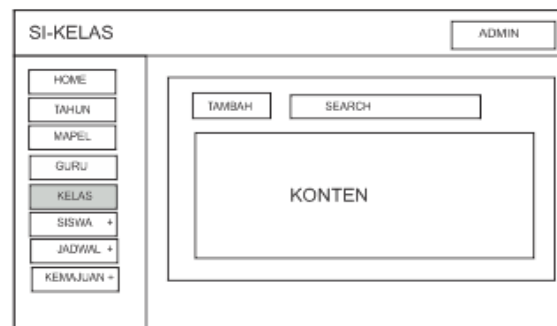 SI-KELAS
ADMIN
HOME
TAHUN
MAPEL
GURU
KELAS
SISWA +
JADWAL +
KEMAJUAN +
TAMBAH
SEARCH
KONTEN